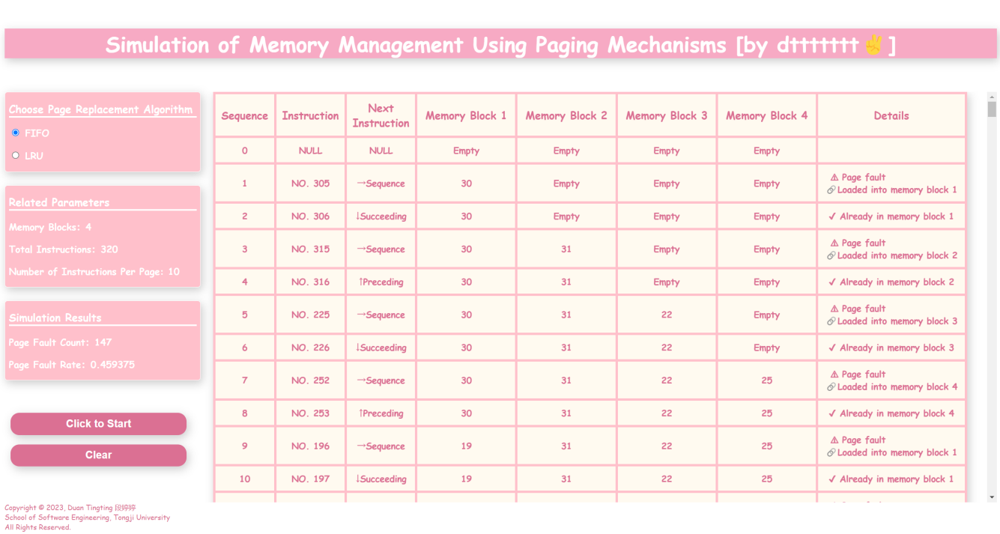 Simulation of Memory Management Using Paging Mechanisms [by dttttttt✌]
Choose Page Replacement Algorithm
FIFO
LRU
Related Parameters
Memory Blocks: 4
Total Instructions: 320
Number of Instructions Per Page: 10
Simulation Results
Page Fault Count: 147
Page Fault Rate: 0.459375
Click to Start
Clear
Sequence Instruction Next Instruction Memory Block 1 Memory Block 2 Memory Block 3 Memory Block 4 Details
0 NULL NULL Empty Empty Empty Empty
1 NO. 305 →Sequence 30 Empty Empty Empty ⚠ Page fault
🔗Loaded into memory block 1
2 NO. 306 ↓Succeeding 30 Empty Empty Empty ✓ Already in memory block 1
3 NO. 315 →Sequence 30 31 Empty Empty ⚠ Page fault
🔗Loaded into memory block 2
4 NO. 316 ↑Preceding 30 31 Empty Empty ✓ Already in memory block 2
5 NO. 225 →Sequence 30 31 22 Empty ⚠ Page fault
🔗Loaded into memory block 3
6 NO. 226 ↓Succeeding 30 31 22 Empty ✓ Already in memory block 3
7 NO. 252 →Sequence 30 31 22 25 ⚠ Page fault
🔗Loaded into memory block 4
8 NO. 253 ↑Preceding 30 31 22 25 ✓ Already in memory block 4
9 NO. 196 →Sequence 19 31 22 25 ⚠ Page fault
🔗Loaded into memory block 1
10 NO. 197 ↓Succeeding 19 31 22 25 ✓ Already in memory block 1
Copyright © 2023, Duan Tingting 段婷婷
School of Software Engineering, Tongji University
All Rights Reserved.